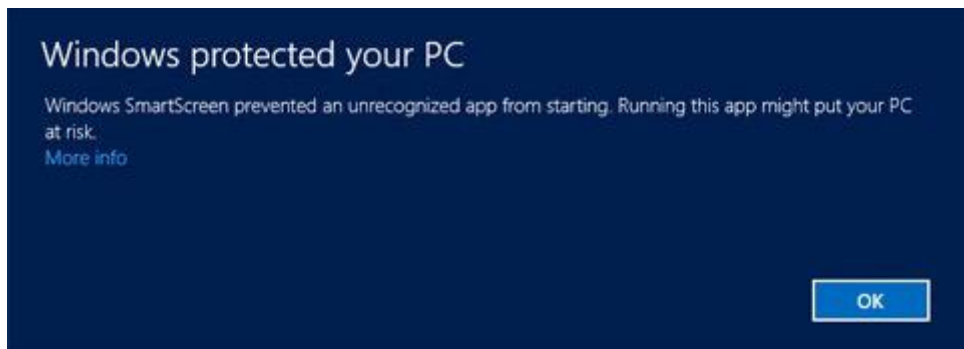 Windows protected your PC
Windows SmartScreen prevented an unrecognized app from starting. Running this app might put your PC
at risk.
More info
OK